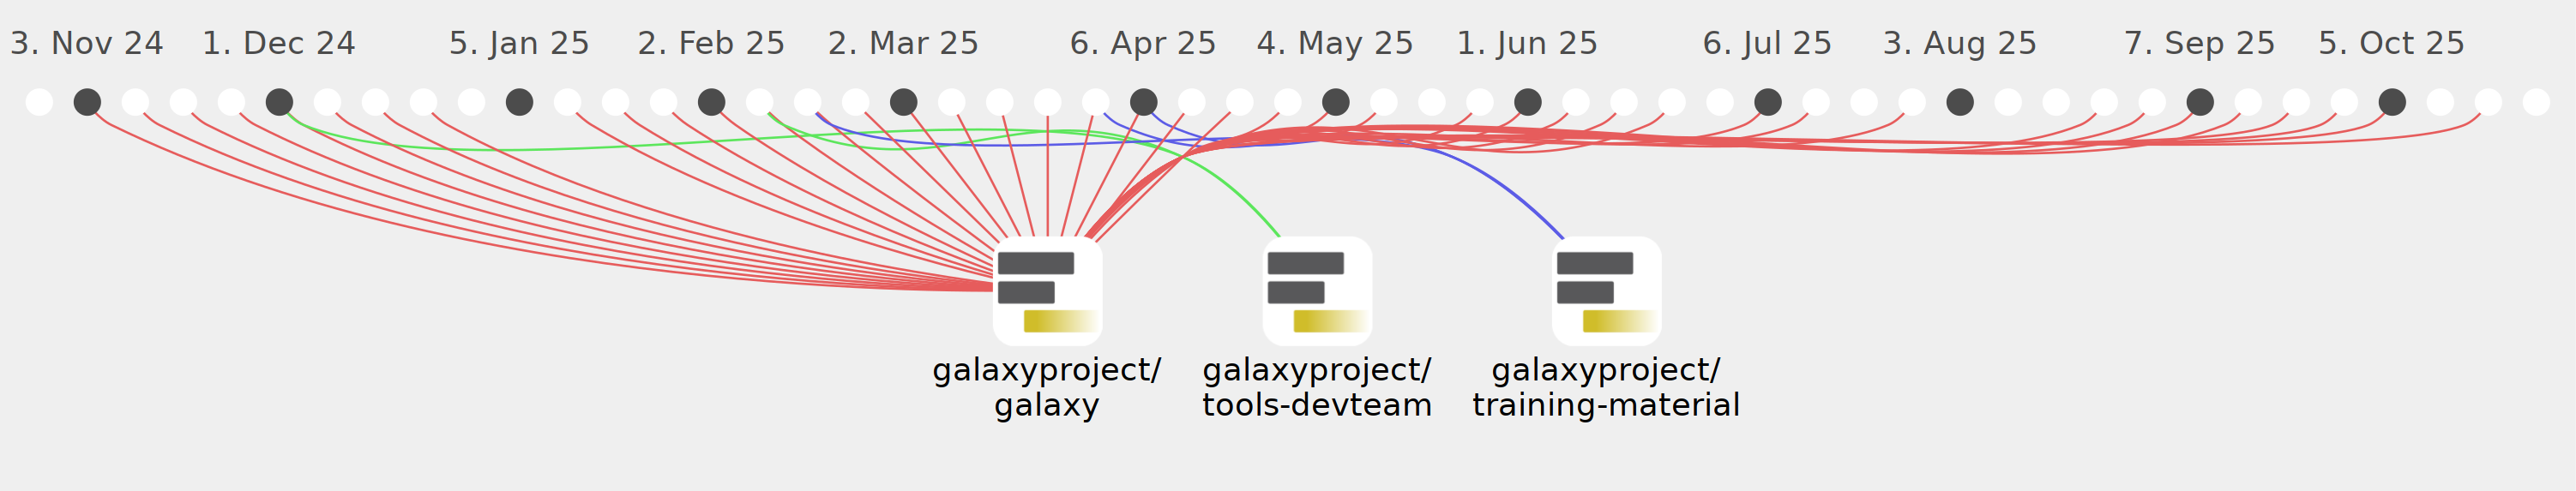 3. Nov 24 1. Dec 24 5. Jan 25 2. Feb 25 2. Mar 25 6. Apr 25 4. May 25 1. Jun 25 6. Jul 25 3. Aug 25 7. Sep 25 5. Oct 25
galaxyproject/
galaxy
galaxyproject/
tools-devteam
galaxyproject/
training-material